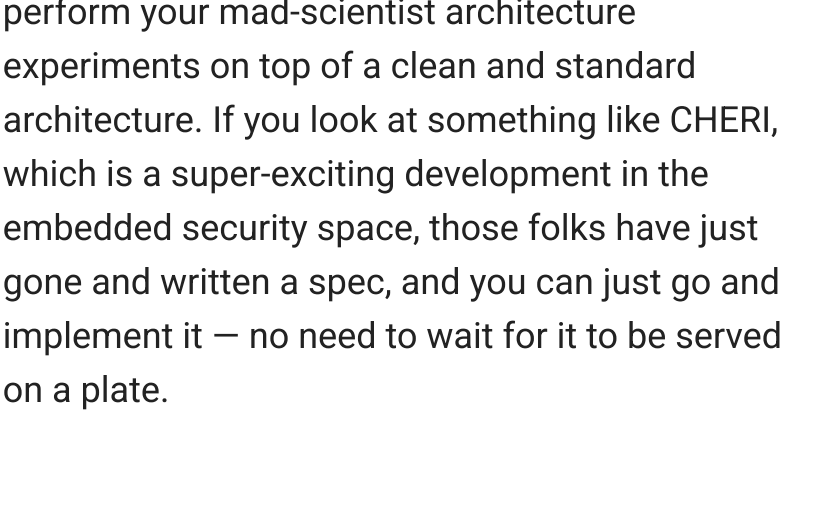 perform your mad-scientist architecture
experiments on top of a clean and standard
architecture. If you look at something like CHERI,
which is a super-exciting development in the
embedded security space, those folks have just
gone and written a spec, and you can just go and
implement it — no need to wait for it to be served
on a plate.